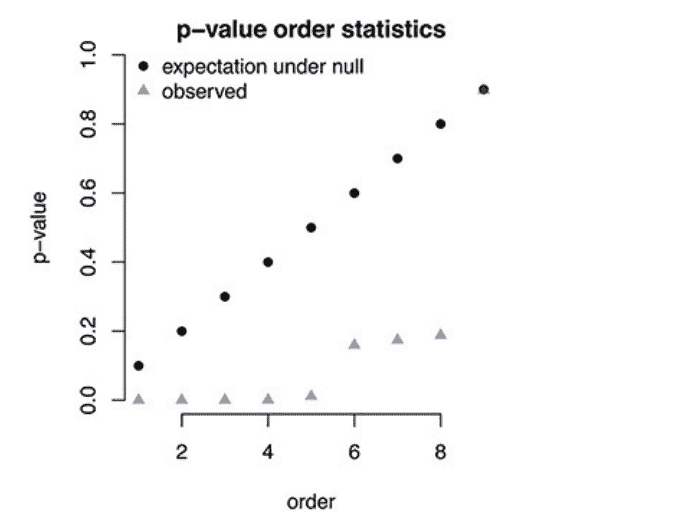 p−value order statistics
expectation under null
observed
p−value
0.0 0.2 0.4 0.6 0.8 1.0
2 4 6 8
order